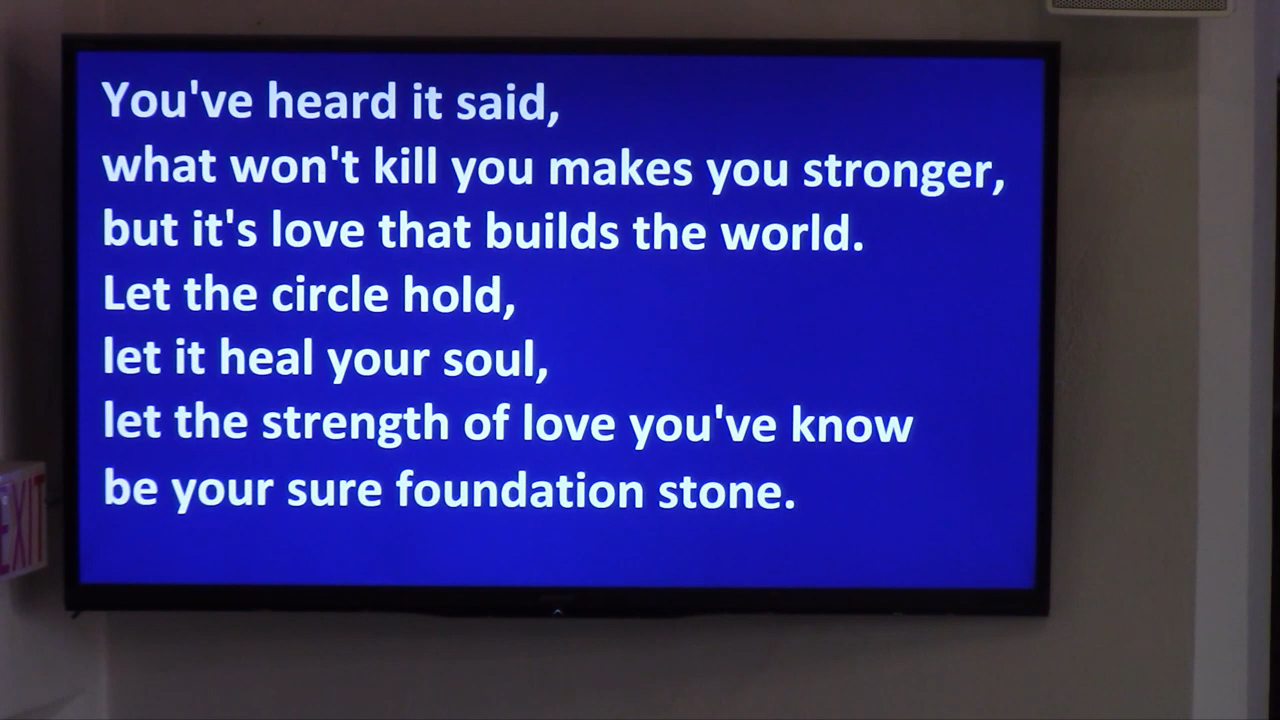 You've heard it said,
what won't kill you makes you stronger,
but it's love that builds the world.
Let the circle hold,
let it heal your soul,
let the strength of love you've know
be your sure foundation stone.
EXIT